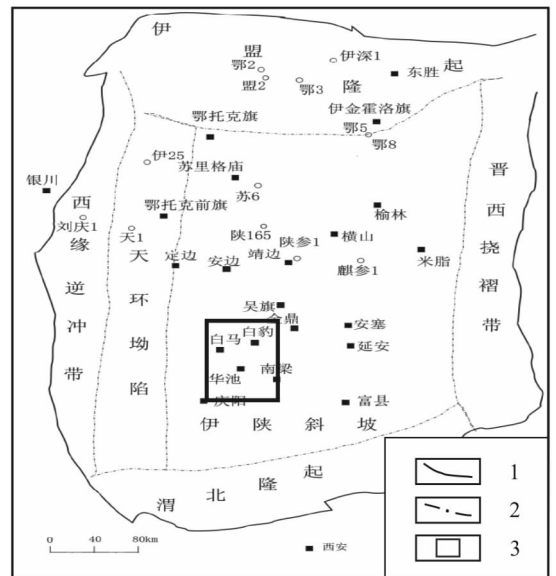 伊
盟
隆
起
鄂2
盟2
伊深1
鄂3
东胜
伊金霍洛旗
鄂5
鄂8
鄂托克旗
伊25
苏里格庙
苏6
银川
西缘逆冲带
刘庆1
鄂托克前旗
天1
天环坳陷
定边
安边
陕165
靖边
陕参1
横山
榆林
麒参1
米脂
晋西挠褶带
吴旗
金鼎
白马
白豹
安塞
延安
华池
南梁
庆阳
富县
伊陕斜坡
渭北隆起
0 40 80km
西安
1
2
3